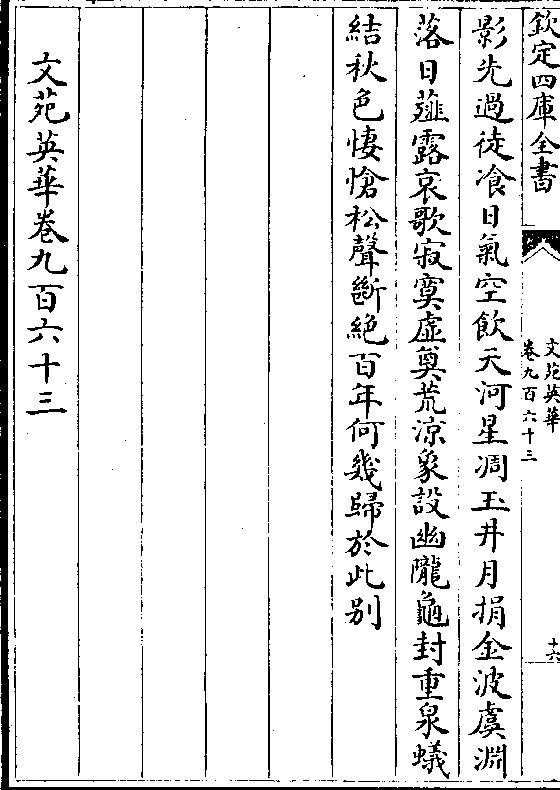 欽定四庫全書
文苑英華
卷九百六十三
十六
影先過徒飡日氣空飲天河星凋玉井月捐金波虞淵
落日薤露哀歌寂寞虛奠荒涼象設幽隴龜封重泉蟻
結秋色悽愴松聲斷絕百年何幾歸於此别
文苑英華卷九百六十三